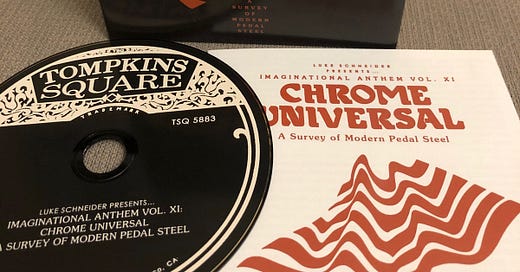 A
SURVEY
OF
MODERN
PEDAL
STEEL
TOMPKINS
SQUARE
TRADEMARK
TSQ 5883
LUKE SCHNEIDER PRESENTS...
IMAGINATIONAL ANTHEM VOL. XI:
CHROME UNIVERSAL
A SURVEY OF MODERN PEDAL STEEL
CA
LUKE SCHNEIDER
PRESENTS...
IMAGINATIONAL ANTHEM VOL. XI
CHROME
UNIVERSAL
A Survey of Modern Pedal Steel